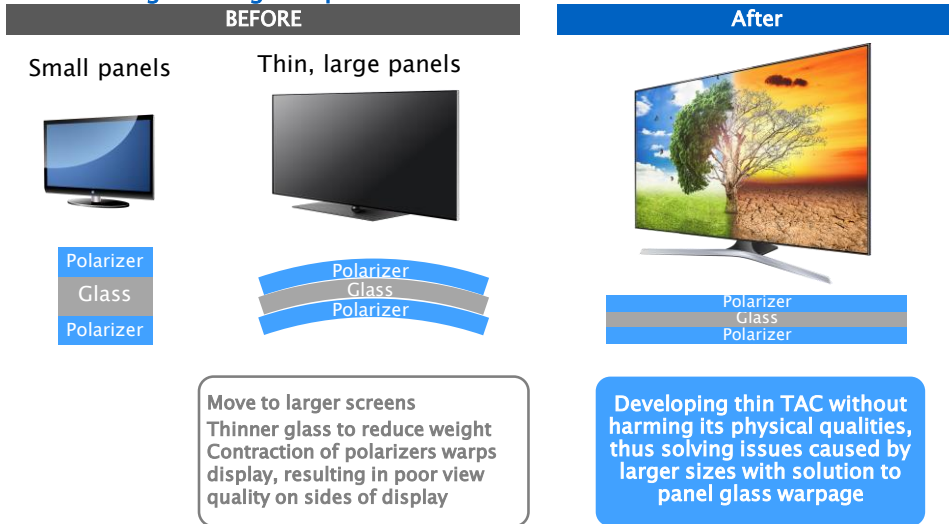 BEFORE
After
Small panels
Thin, large panels
Polarizer
Glass
Polarizer
Polarizer
Glass
Polarizer
Polarizer
Glass
Polarizer
Move to larger screens
Thinner glass to reduce weight
Contraction of polarizers warps
display, resulting in poor view
quality on sides of display
Developing thin TAC without
harming its physical qualities,
thus solving issues caused by
larger sizes with solution to
panel glass warpage